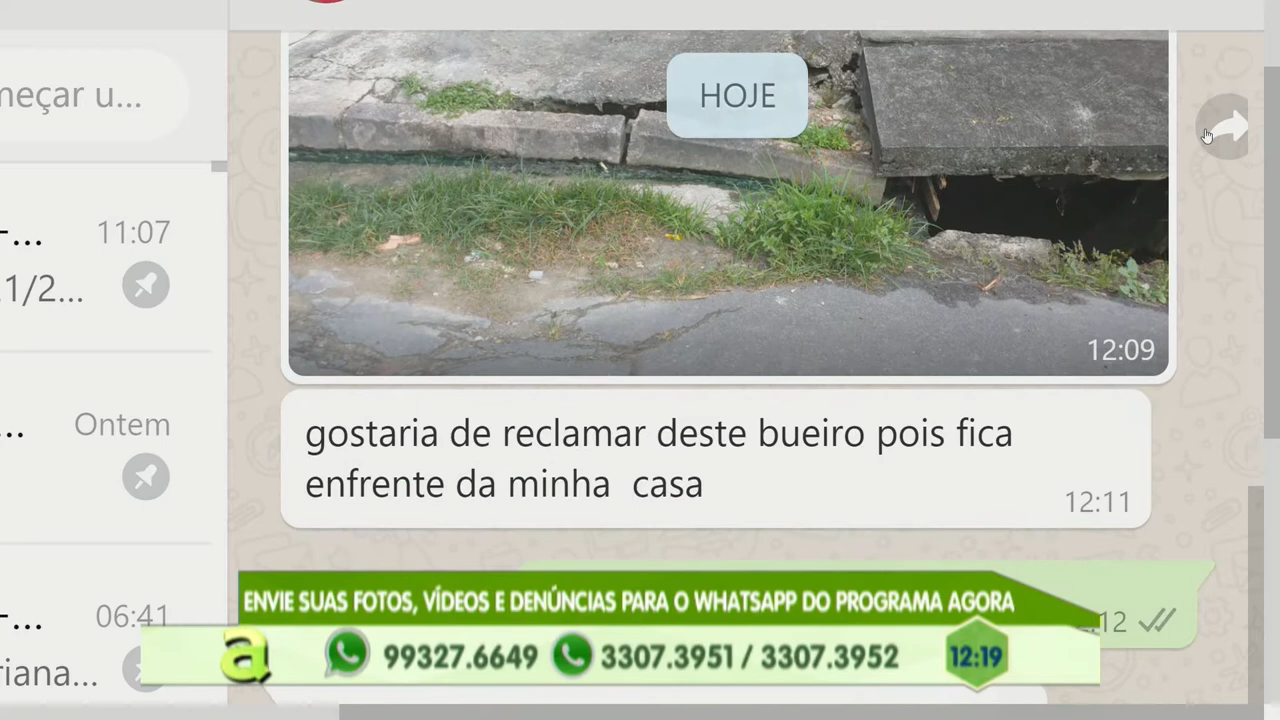 HOJE
12:09
meçar u...
11:07
1/2...
Ontem
06:41
riana...
gostaria de reclamar deste bueiro pois fica
enfrente da minha casa
12:11
12
ENVIE SUAS FOTOS, VÍDEOS E DENÚNCIAS PARA O WHATSAPP DO PROGRAMA AGORA
a
99327.6649
3307.3951 / 3307.3952
12:19